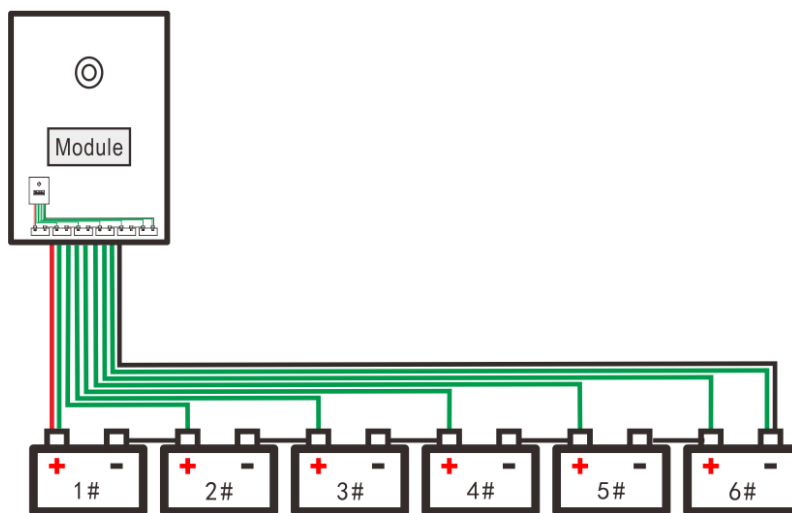 Module
+ - + - + - + - + - + -
1# 2# 3# 4# 5# 6#